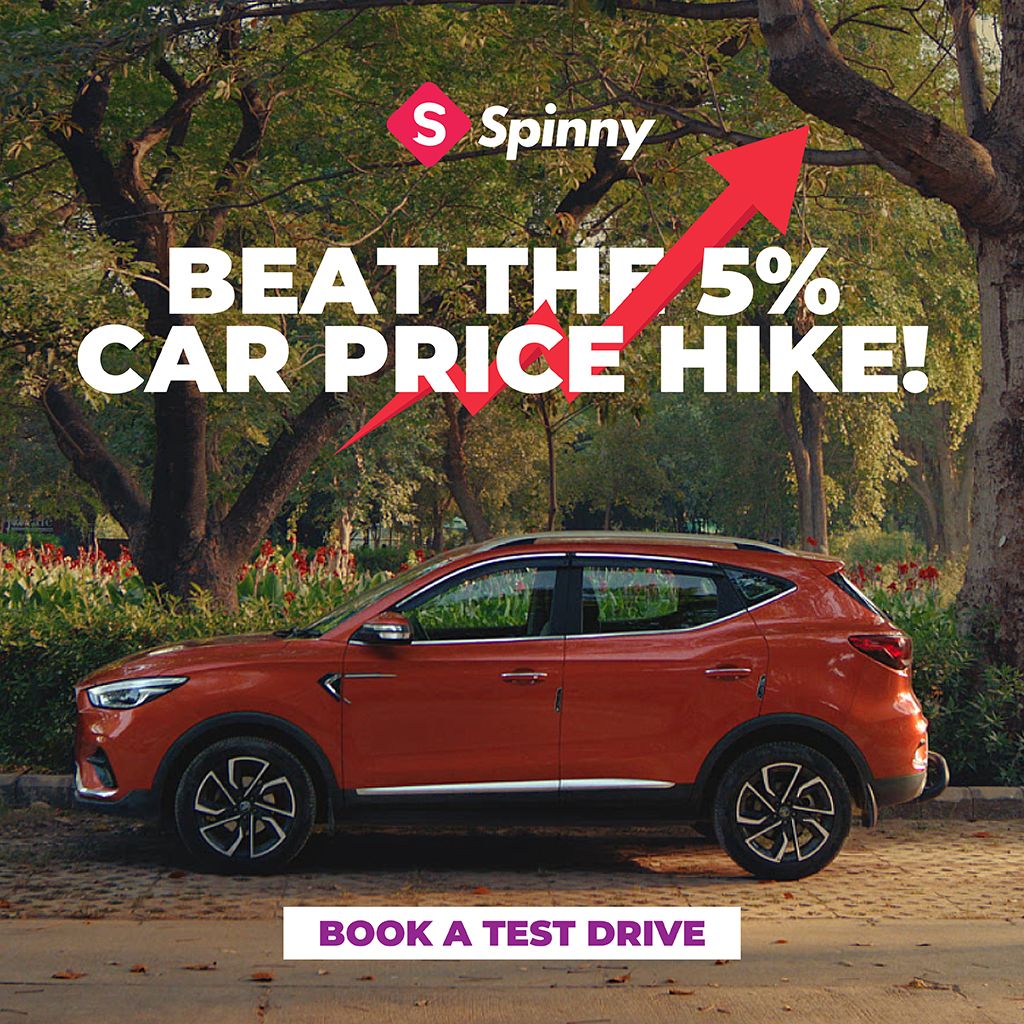 S Spinny
BEAT THE 5%
CAR PRICE HIKE!
BOOK A TEST DRIVE